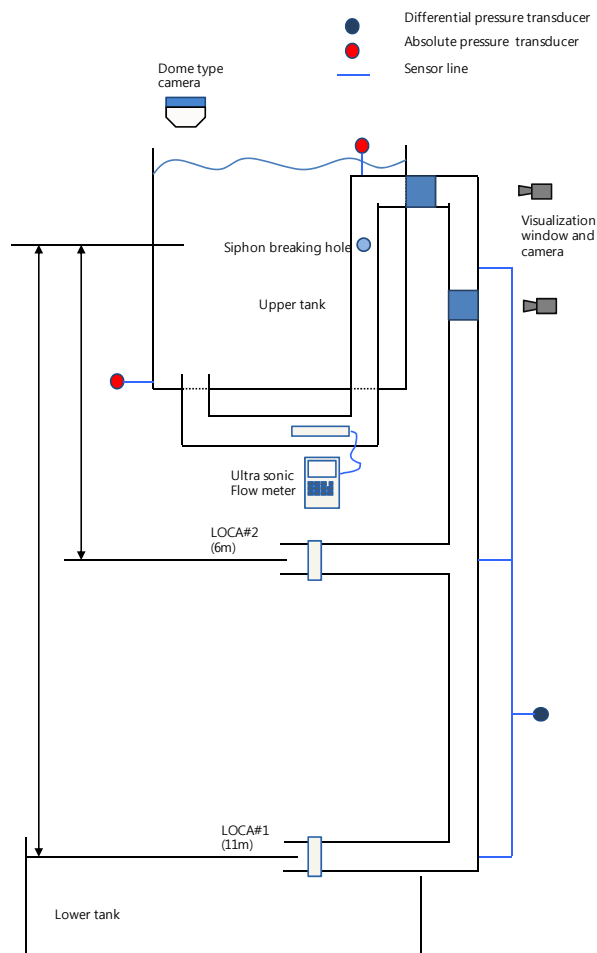 Differential pressure transducer
Absolute pressure transducer
Sensor line
Dome type
camera
Visualization
window and
camera
Siphon breaking hole
Upper tank
Ultra sonic
Flow meter
LOCA#2
(6m)
LOCA#1
(11m)
Lower tank